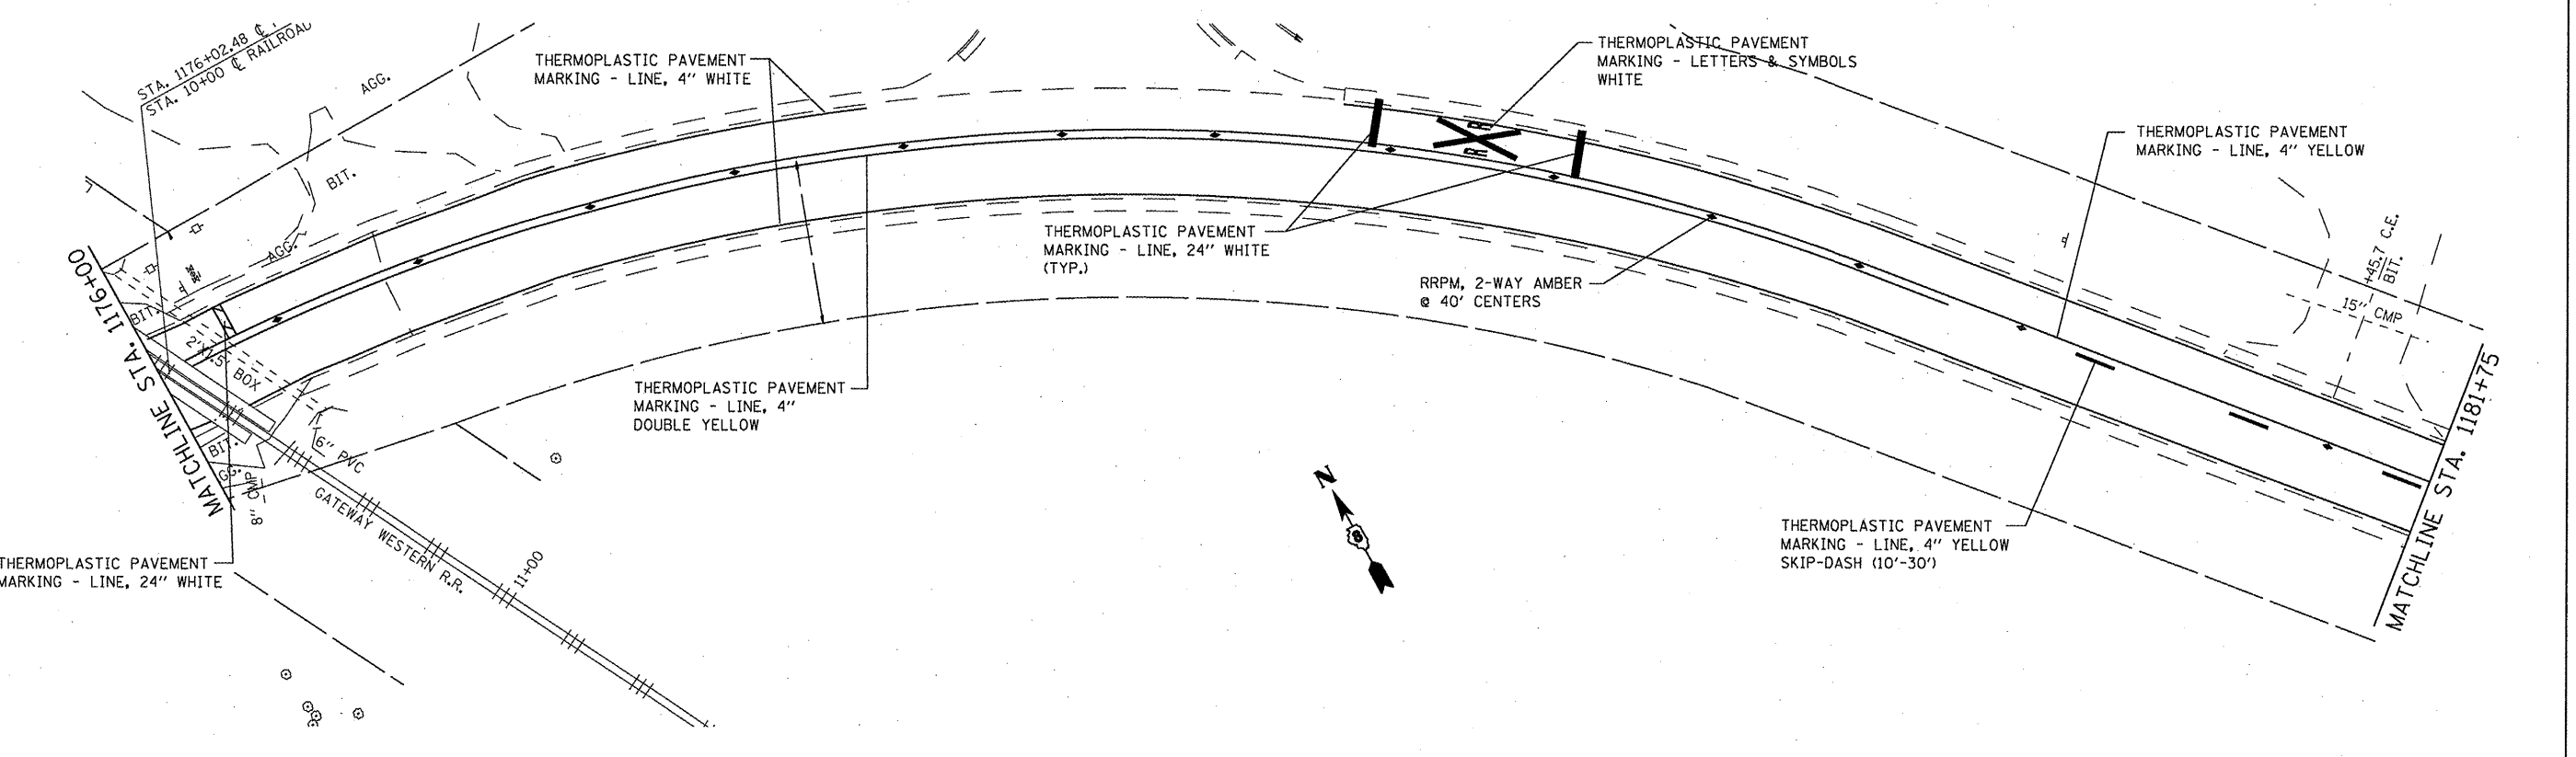 STA. 1176+02.48 ℄
STA. 10+00 ℄ RAILROAD
AGG.
THERMOPLASTIC PAVEMENT
MARKING - LINE, 4" WHITE
THERMOPLASTIC PAVEMENT
MARKING - LETTERS & SYMBOLS
WHITE
THERMOPLASTIC PAVEMENT
MARKING - LINE, 4" YELLOW
R
R
BIT.
AGG.
THERMOPLASTIC PAVEMENT
MARKING - LINE, 24" WHITE
(TYP.)
RRPM, 2-WAY AMBER
@ 40' CENTERS
+45.7 C.E.
BIT.
15" CMP
MATCHLINE STA. 1176+00
BIT.
2'X1.5' BOX
THERMOPLASTIC PAVEMENT
MARKING - LINE, 4"
DOUBLE YELLOW
MATCHLINE STA. 1181+75
BIT.
GG.
8" CMP
6" PVC
GATEWAY WESTERN R.R.
11+00
N
THERMOPLASTIC PAVEMENT
MARKING - LINE, 4" YELLOW
SKIP-DASH (10'-30')
THERMOPLASTIC PAVEMENT
MARKING - LINE, 24" WHITE